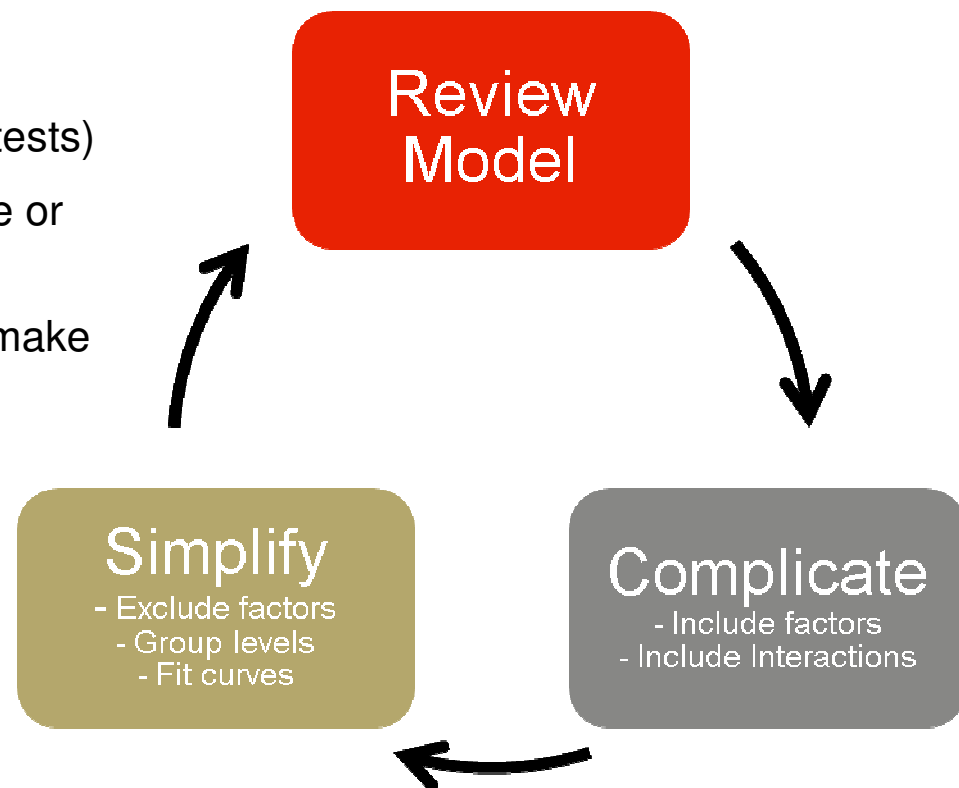 tests)
e or
make
Review
Model
Simplify
- Exclude factors
- Group levels
- Fit curves
Complicate
- Include factors
- Include Interactions